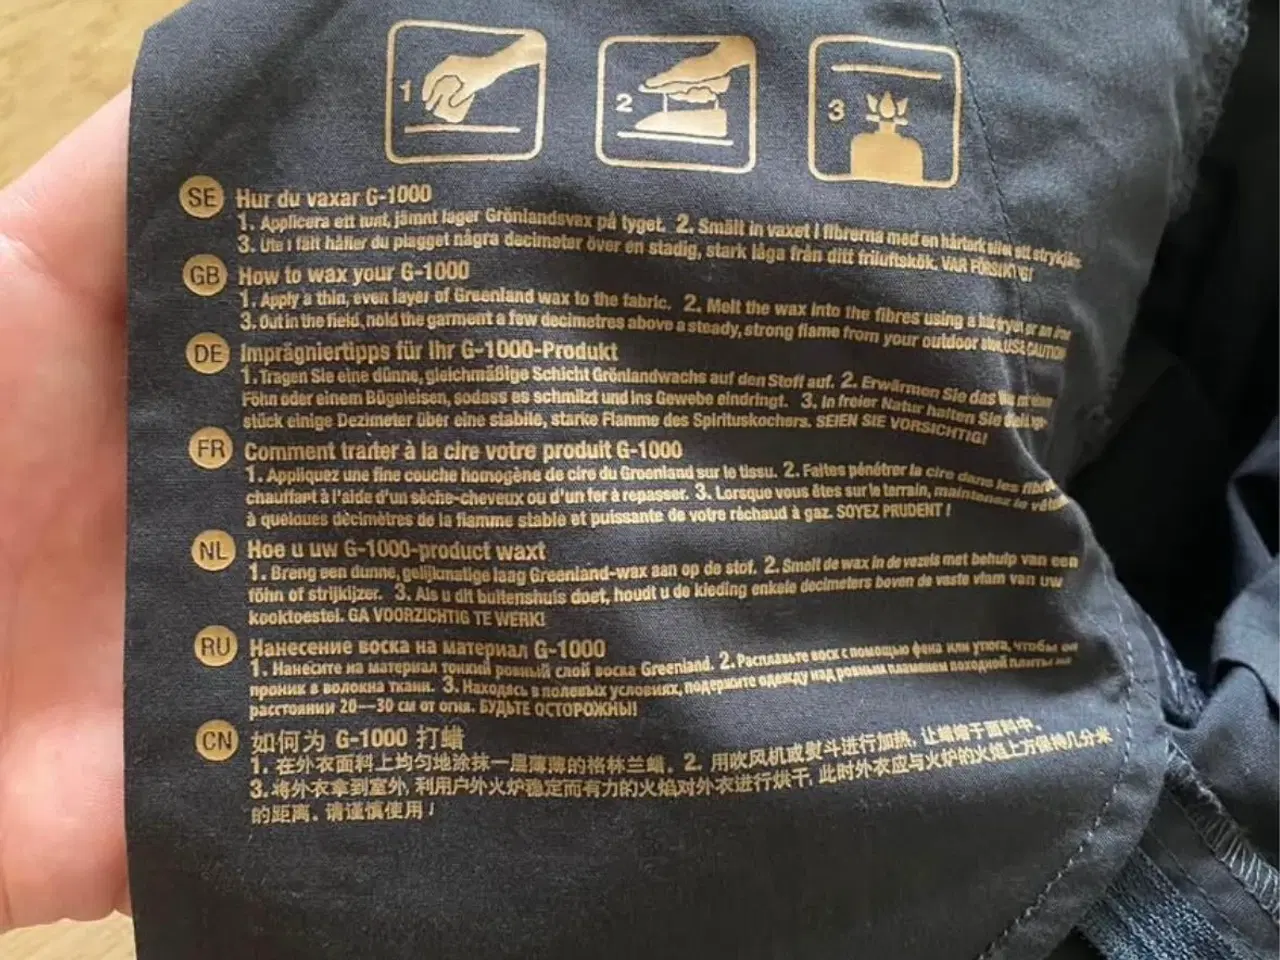 1
2
3
SE Hur du vaxar G-1000
1. Applicera ett tunt, jämnt lager Grönlandsvax på tyget. 2. Smält in vaxet i fibrerna med en hårtork eller ett strykjärn.
3. Ute i fält håller du plagget några decimeter över en stadig, stark låga från ditt friluftskök. VAR FÖRSIKTIG!
GB How to wax your G-1000
1. Apply a thin, even layer of Greenland wax to the fabric. 2. Melt the wax into the fibres using a hairdryer or an iron
3. Out in the field, hold the garment a few decimetres above a steady, strong flame from your outdoor stove. USE CAUTION
DE Imprägniertipps für Ihr G-1000-Produkt
1. Tragen Sie eine dünne, gleichmäßige Schicht Grönlandwachs auf den Stoff auf. 2. Erwärmen Sie das
Föhn oder einem Bügeleisen, sodass es schmilzt und ins Gewebe eindringt. 3. In freier Natur halten Sie
stück einige Dezimeter über eine stabile, starke Flamme des Spirituskochers. SEIEN SIE VORSICHTIG!
FR Comment traiter à la cire votre produit G-1000
1. Appliquez une fine couche homogène de cire du Groenland sur le tissu. 2. Faites pénétrer la cire dans les
chauffant à l'aide d'un sèche-cheveux ou d'un fer à repasser. 3. Lorsque vous êtes sur le terrain, maintenez le
à quelques décimètres de la flamme stable et puissante de votre réchaud à gaz. SOYEZ PRUDENT !
NL Hoe u uw G-1000-product waxt
1. Breng een dunne, gelijkmatige laag Greenland-wax aan op de stof. 2. Smelt de wax in de vezels met behulp van een
föhn of strijkijzer. 3. Als u dit buitenshuis doet, houdt u de kleding enkele decimeters boven de vaste vlam van uw
kooktoestel. GA VOORZICHTIG TE WERK!
RU Нанесение воска на материал G-1000
1. Нанесите на материал тонкий ровный слой воска Greenland. 2. Расплавьте воск с помощью фена или утюга, чтобы он
проник в волокна ткани. 3. Находясь в полевых условиях, подержите одежду над ровным пламенем походной плиты на
расстоянии 20—30 см от огня. БУДЬТЕ ОСТОРОЖНЫ!
CN 如何为 G-1000 打蜡
1. 在外衣面料上均匀地涂抹一层薄薄的格林兰蜡. 2. 用吹风机或熨斗进行加热, 让蜡熔于面料中.
3. 将外衣拿到室外, 利用户外火炉稳定而有力的火焰对外衣进行烘干, 此时外衣应与火炉的火焰上方保持几分米
的距离. 请谨慎使用!